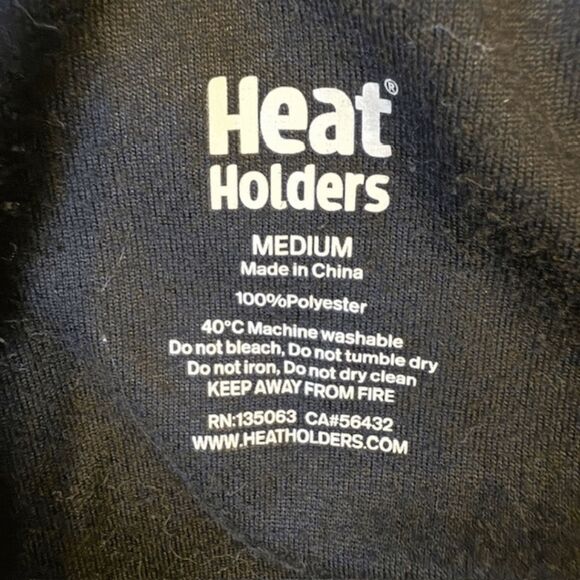 Heat®
Holders
MEDIUM
Made in China
100%Polyester
40°C Machine washable
Do not bleach, Do not tumble dry
Do not iron, Do not dry clean
KEEP AWAY FROM FIRE
RN:135063 CA#56432
WWW.HEATHOLDERS.COM